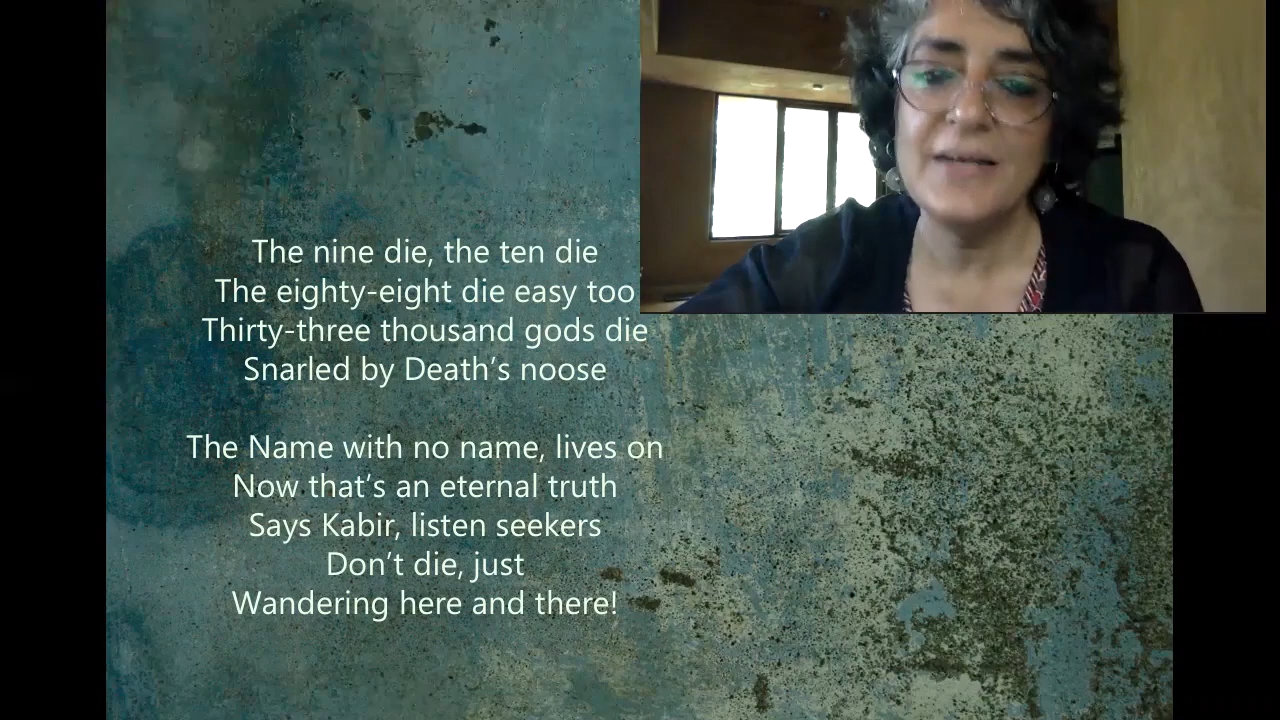 The nine die, the ten die
The eighty-eight die easy too
Thirty-three thousand gods die
Snarled by Death’s noose
The Name with no name, lives on
Now that’s an eternal truth
Says Kabir, listen seekers
Don’t die, just
Wandering here and there!